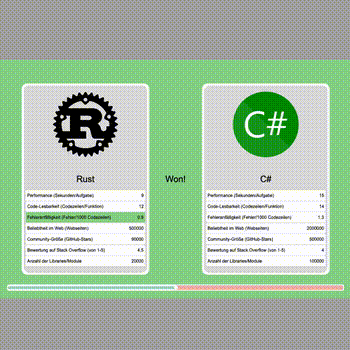 R
C#
Rust
Won!
C#
Performance (Sekunden/Aufgabe) 9
Code-Lesbarkeit (Codezeilen/Funktion) 12
Fehleranfälligkeit (Fehler/1000 Codezeilen) 0.9
Beliebtheit im Web (Webseiten) 500000
Community-Größe (GitHub-Stars) 90000
Bewertung auf Stack Overflow (von 1-5) 4.5
Anzahl der Libraries/Module 20000
Performance (Sekunden/Aufgabe) 15
Code-Lesbarkeit (Codezeilen/Funktion) 14
Fehleranfälligkeit (Fehler/1000 Codezeilen) 1.3
Beliebtheit im Web (Webseiten) 2000000
Community-Größe (GitHub-Stars) 500000
Bewertung auf Stack Overflow (von 1-5) 4
Anzahl der Libraries/Module 100000